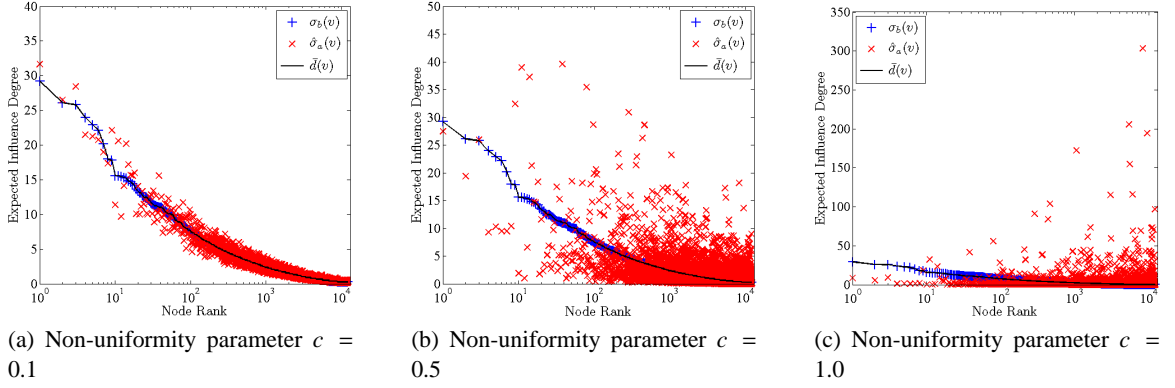 40
35
30
25
20
15
10
5
0
Expected Influence Degree
10^0 10^1 10^2 10^3 10^4
Node Rank
σ_b(v)
σ̂_a(v)
d̄(v)
(a) Non-uniformity parameter c =
0.1
50
45
40
35
30
25
20
15
10
5
0
Expected Influence Degree
10^0 10^1 10^2 10^3 10^4
Node Rank
σ_b(v)
σ̂_a(v)
d̄(v)
(b) Non-uniformity parameter c =
0.5
350
300
250
200
150
100
50
0
Expected Influence Degree
10^0 10^1 10^2 10^3 10^4
Node Rank
σ_b(v)
σ̂_a(v)
d̄(v)
(c) Non-uniformity parameter c =
1.0